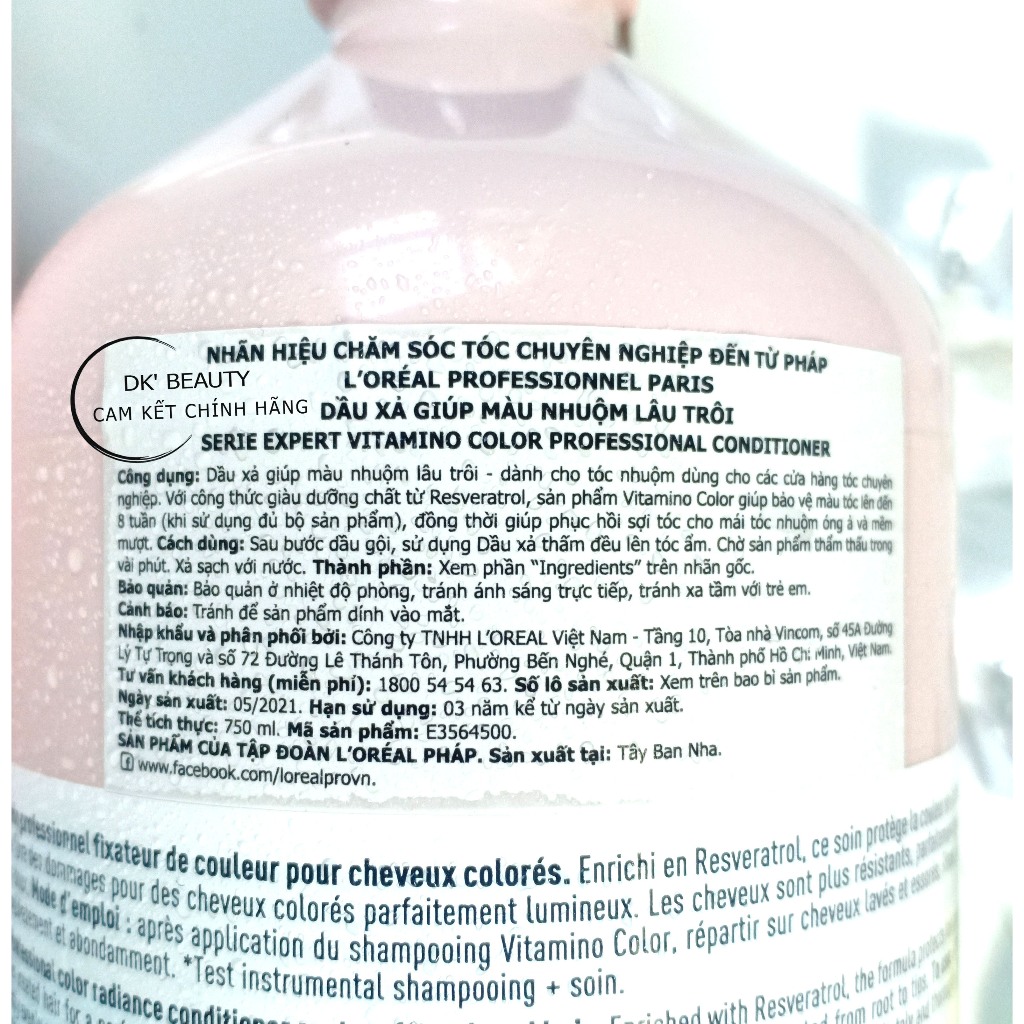 NHÃN HIỆU CHĂM SÓC TÓC CHUYÊN NGHIỆP ĐẾN TỪ PHÁP
DK' BEAUTY
L'ORÉAL PROFESSIONNEL PARIS
CAM KẾT CHÍNH HÃNG
DẦU XẢ GIÚP MÀU NHUỘM LÂU TRÔI
SERIE EXPERT VITAMINO COLOR PROFESSIONAL CONDITIONER
Công dụng: Dầu xả giúp màu nhuộm lâu trôi - dành cho tóc nhuộm dùng cho các cửa hàng tóc chuyên
nghiệp. Với công thức giàu dưỡng chất từ Resveratrol, sản phẩm Vitamino Color giúp bảo vệ màu tóc lên đến
8 tuần (khi sử dụng đủ bộ sản phẩm), đồng thời giúp phục hồi sợi tóc cho mái tóc nhuộm óng ả và mềm
mượt. Cách dùng: Sau bước dầu gội, sử dụng Dầu xả thấm đều lên tóc ẩm. Chờ sản phẩm thẩm thấu trong
vài phút. Xả sạch với nước. Thành phần: Xem phần "Ingredients" trên nhãn gốc.
Bảo quản: Bảo quản ở nhiệt độ phòng, tránh ánh sáng trực tiếp, tránh xa tầm với trẻ em.
Cảnh báo: Tránh để sản phẩm dính vào mắt.
Nhập khẩu và phân phối bởi: Công ty TNHH L'OREAL Việt Nam - Tầng 10, Tòa nhà Vincom, số 45A Đường
Lý Tự Trọng và số 72 Đường Lê Thánh Tôn, Phường Bến Nghé, Quận 1, Thành phố Hồ Chí Minh, Việt Nam.
Tư vấn khách hàng (miễn phí): 1800 54 54 63. Số lô sản xuất: Xem trên bao bì sản phẩm.
Ngày sản xuất: 05/2021. Hạn sử dụng: 03 năm kể từ ngày sản xuất.
Thể tích thực: 750 ml. Mã sản phẩm: E3564500.
SẢN PHẨM CỦA TẬP ĐOÀN L'ORÉAL PHÁP. Sản xuất tại: Tây Ban Nha.
www.facebook.com/lorealprovn.
professionnel fixateur de couleur pour cheveux colorés. Enrichi en Resveratrol, ce soin protège la couleur
dommages pour des cheveux colorés parfaitement lumineux. Les cheveux sont plus résistants,
Mode d'emploi : après application du shampooing Vitamino Color, répartir sur cheveux lavés et essorés,
et abondamment. *Test instrumental shampooing + soin.
color radiance conditioner Enriched with Resveratrol, the formula
hair for a from root to tips.